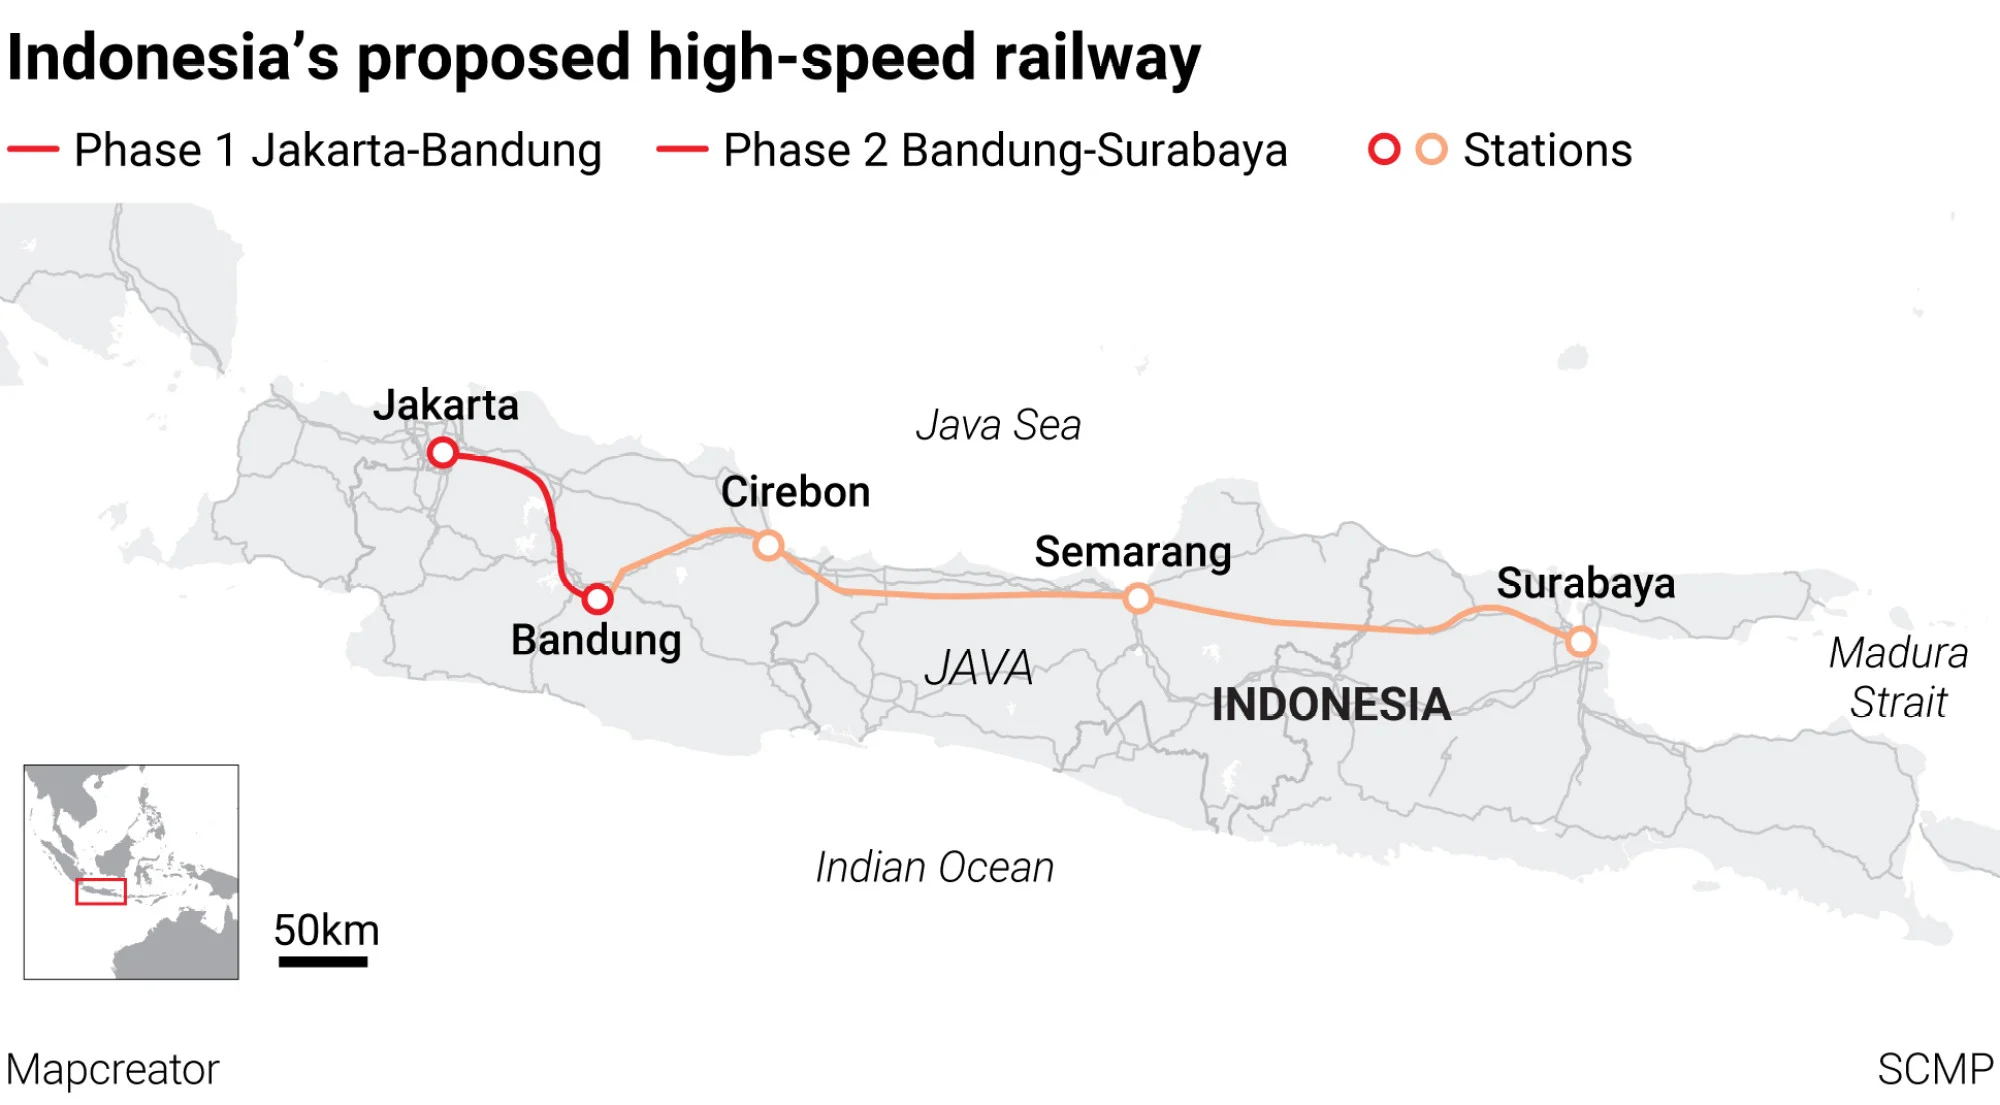 Indonesia’s proposed high-speed railway
Phase 1 Jakarta-Bandung
Phase 2 Bandung-Surabaya
Stations
Jakarta
Java Sea
Cirebon
Semarang
Surabaya
Bandung
JAVA
Madura
Strait
INDONESIA
Indian Ocean
50km
Mapcreator
SCMP